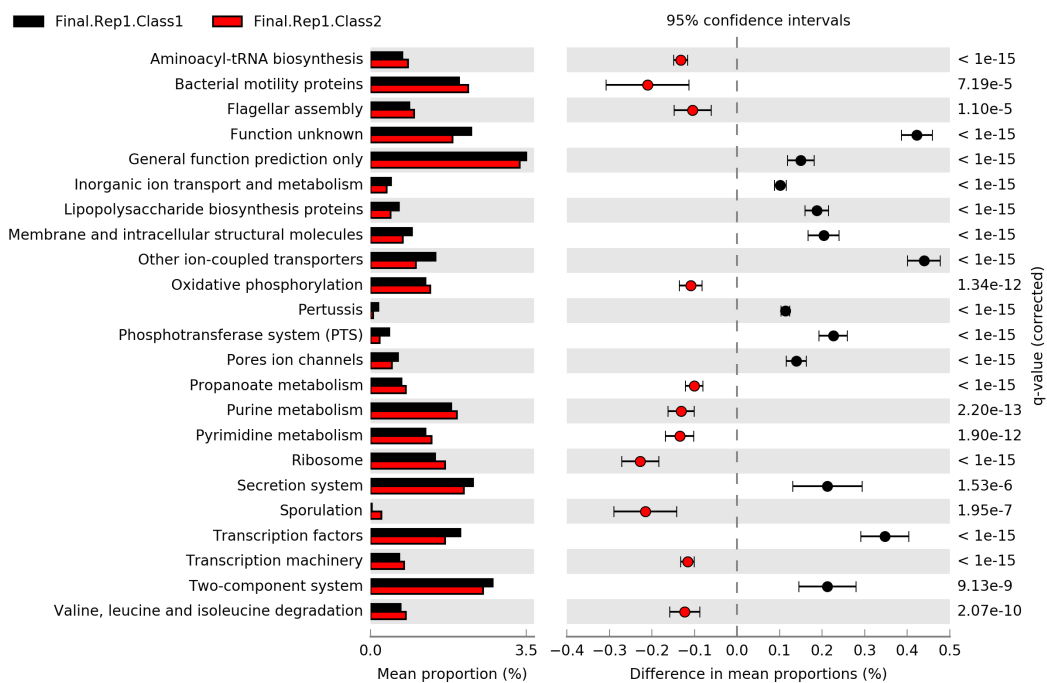 Final.Rep1.Class1 Final.Rep1.Class2 95% confidence intervals
Aminoacyl-tRNA biosynthesis < 1e-15
Bacterial motility proteins 7.19e-5
Flagellar assembly 1.10e-5
Function unknown < 1e-15
General function prediction only < 1e-15
Inorganic ion transport and metabolism < 1e-15
Lipopolysaccharide biosynthesis proteins < 1e-15
Membrane and intracellular structural molecules < 1e-15
Other ion-coupled transporters < 1e-15
Oxidative phosphorylation 1.34e-12
Pertussis < 1e-15
Phosphotransferase system (PTS) < 1e-15
Pores ion channels < 1e-15
Propanoate metabolism < 1e-15
Purine metabolism 2.20e-13
Pyrimidine metabolism 1.90e-12
Ribosome < 1e-15
Secretion system 1.53e-6
Sporulation 1.95e-7
Transcription factors < 1e-15
Transcription machinery < 1e-15
Two-component system 9.13e-9
Valine, leucine and isoleucine degradation 2.07e-10
q-value (corrected)
0.0 3.5 −0.4 −0.3 −0.2 −0.1 0.0 0.1 0.2 0.3 0.4 0.5
Mean proportion (%) Difference in mean proportions (%)